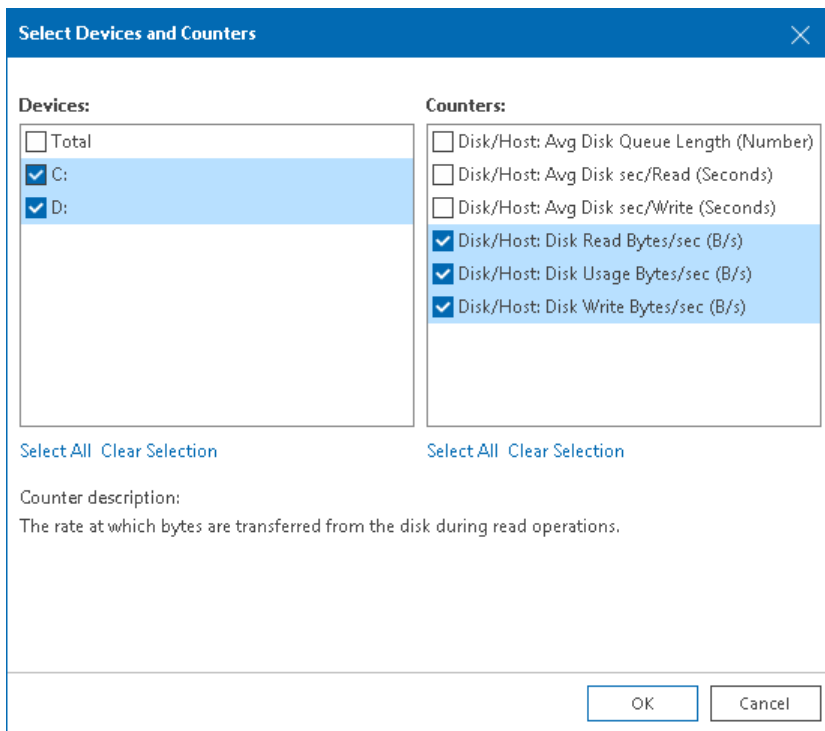 Select Devices and Counters
Devices:
Total
C:
D:
Select All Clear Selection
Counters:
Disk/Host: Avg Disk Queue Length (Number)
Disk/Host: Avg Disk sec/Read (Seconds)
Disk/Host: Avg Disk sec/Write (Seconds)
Disk/Host: Disk Read Bytes/sec (B/s)
Disk/Host: Disk Usage Bytes/sec (B/s)
Disk/Host: Disk Write Bytes/sec (B/s)
Select All Clear Selection
Counter description:
The rate at which bytes are transferred from the disk during read operations.
OK
Cancel